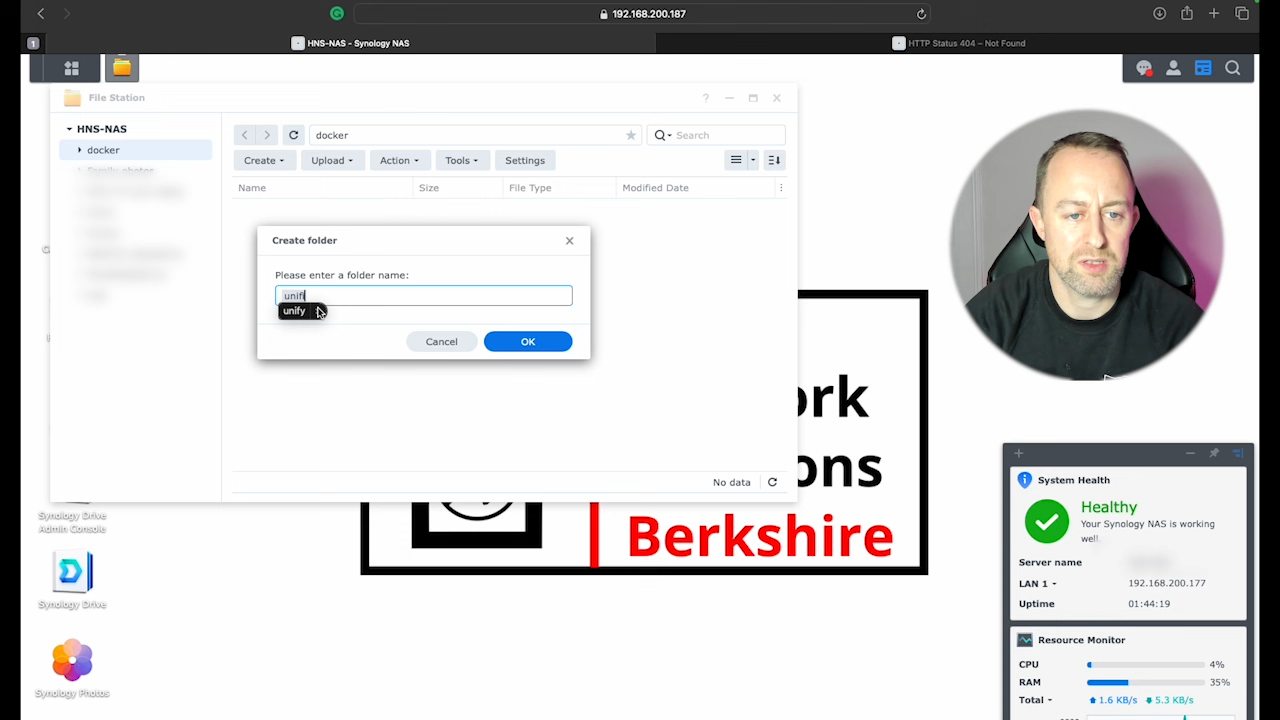 192.168.200.187
1
HNS-NAS - Synology NAS
HTTP Status 404 – Not Found
File Station
?
HNS-NAS
docker
docker
Search
Create
Upload
Action
Tools
Settings
Name
Size
File Type
Modified Date
Create folder
Please enter a folder name:
unifi
unify
Cancel
OK
No data
ork
ons
Berkshire
Synology Drive
Admin Console
Synology Drive
Synology Photos
System Health
Healthy
Your Synology NAS is working
well.
Server name
LAN 1
192.168.200.177
Uptime
01:44:19
Resource Monitor
CPU
4%
RAM
35%
Total
1.6 KB/s
5.3 KB/s